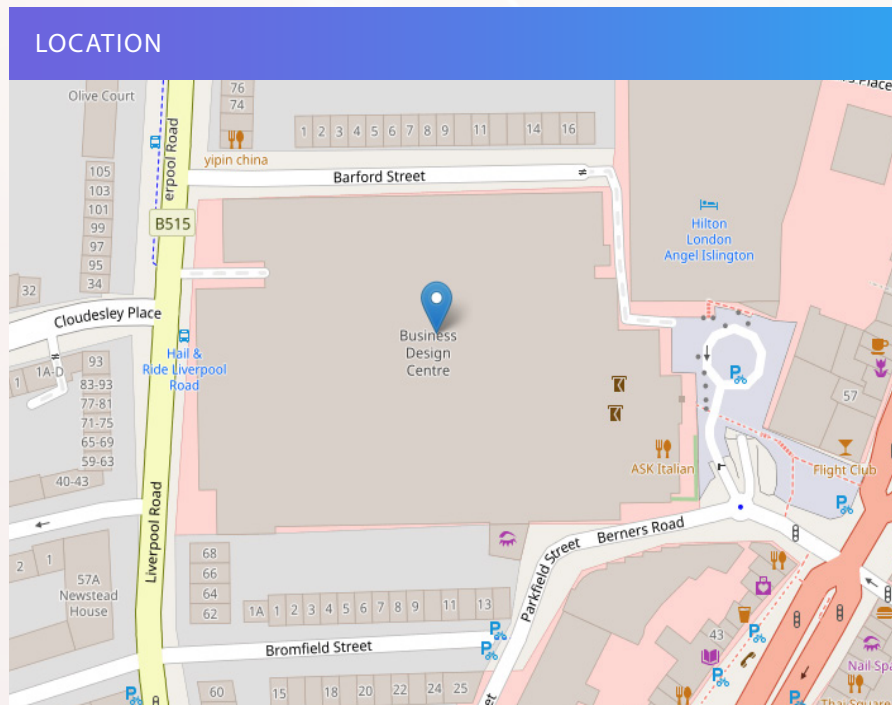 LOCATION
Olive Court
76
74
yipin china
erpool Road
1 2 3 4 5 6 7 8 9 11 14 16
Barford Street
105
103
101
99
97
95
34
32
B515
Hilton
London
Angel Islington
Cloudesley Place
Hail &
Ride Liverpool
Road
Business
Design
Centre
1
1A-D
93
83-93
77-81
71-75
65-69
59-63
40-43
57
ASK Italian
Flight Club
Berners Road
Parkfield Street
Liverpool Road
2
1
57A
Newstead
House
68
66
64
62
1A 1 2 3 4 5 6 7 8 9 11 13
Bromfield Street
43
60
15 18 20 22 24 25
et
Nail Spa
Thai Square